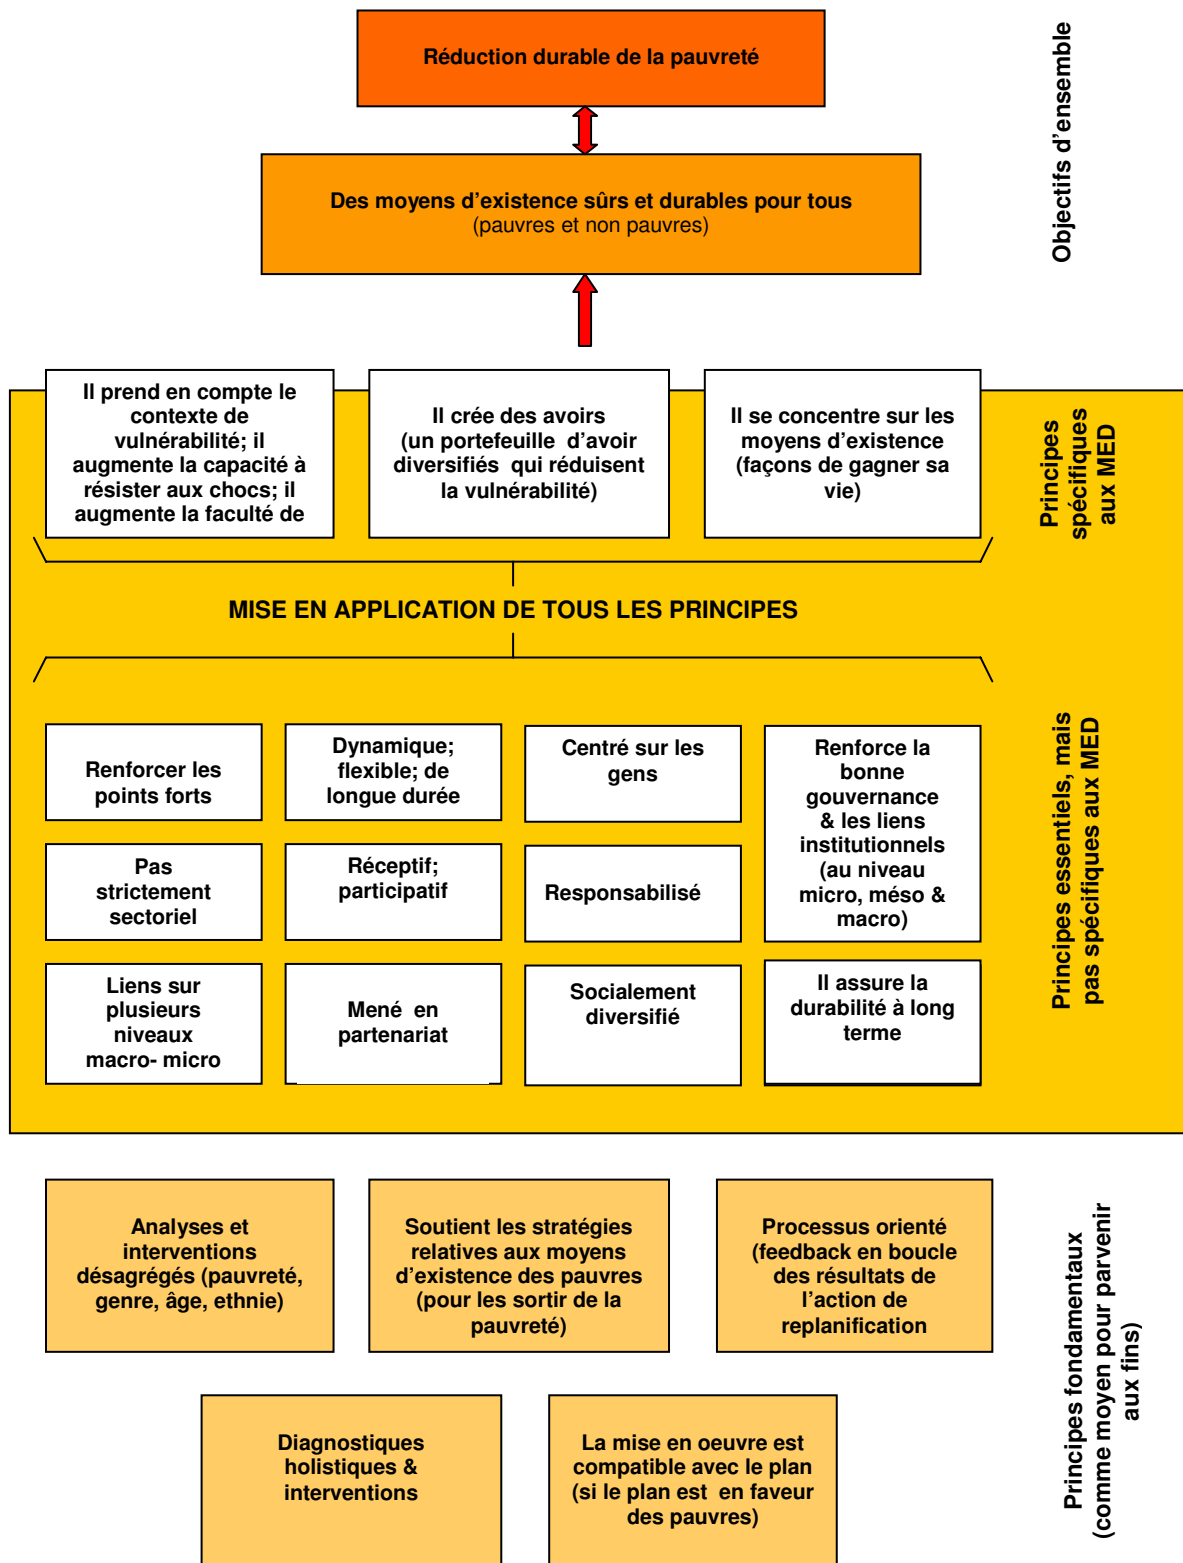 Réduction durable de la pauvreté
Des moyens d'existence sûrs et durables pour tous
(pauvres et non pauvres)
Objectifs d'ensemble
Il prend en compte le
contexte de
vulnérabilité; il
augmente la capacité à
résister aux chocs; il
augmente la faculté de
Il crée des avoirs
(un portefeuille d'avoir
diversifiés qui réduisent
la vulnérabilité)
Il se concentre sur les
moyens d'existence
(façons de gagner sa
vie)
Principes
spécifiques
aux MED
MISE EN APPLICATION DE TOUS LES PRINCIPES
Renforcer les
points forts
Dynamique;
flexible; de
longue durée
Centré sur les
gens
Renforce la
bonne
gouvernance
& les liens
institutionnels
(au niveau
micro, méso &
macro)
Pas
strictement
sectoriel
Réceptif;
participatif
Responsabilisé
Liens sur
plusieurs
niveaux
macro- micro
Mené en
partenariat
Socialement
diversifié
Il assure la
durabilité à long
terme
Principes essentiels, mais
pas spécifiques aux MED
Analyses et
interventions
désagrégés (pauvreté,
genre, âge, ethnie)
Soutient les stratégies
relatives aux moyens
d'existence des pauvres
(pour les sortir de la
pauvreté)
Processus orienté
(feedback en boucle
des résultats de
l'action de
replanification
Diagnostiques
holistiques &
interventions
La mise en oeuvre est
compatible avec le plan
(si le plan est en faveur
des pauvres)
Principes fondamentaux
(comme moyen pour parvenir
aux fins)